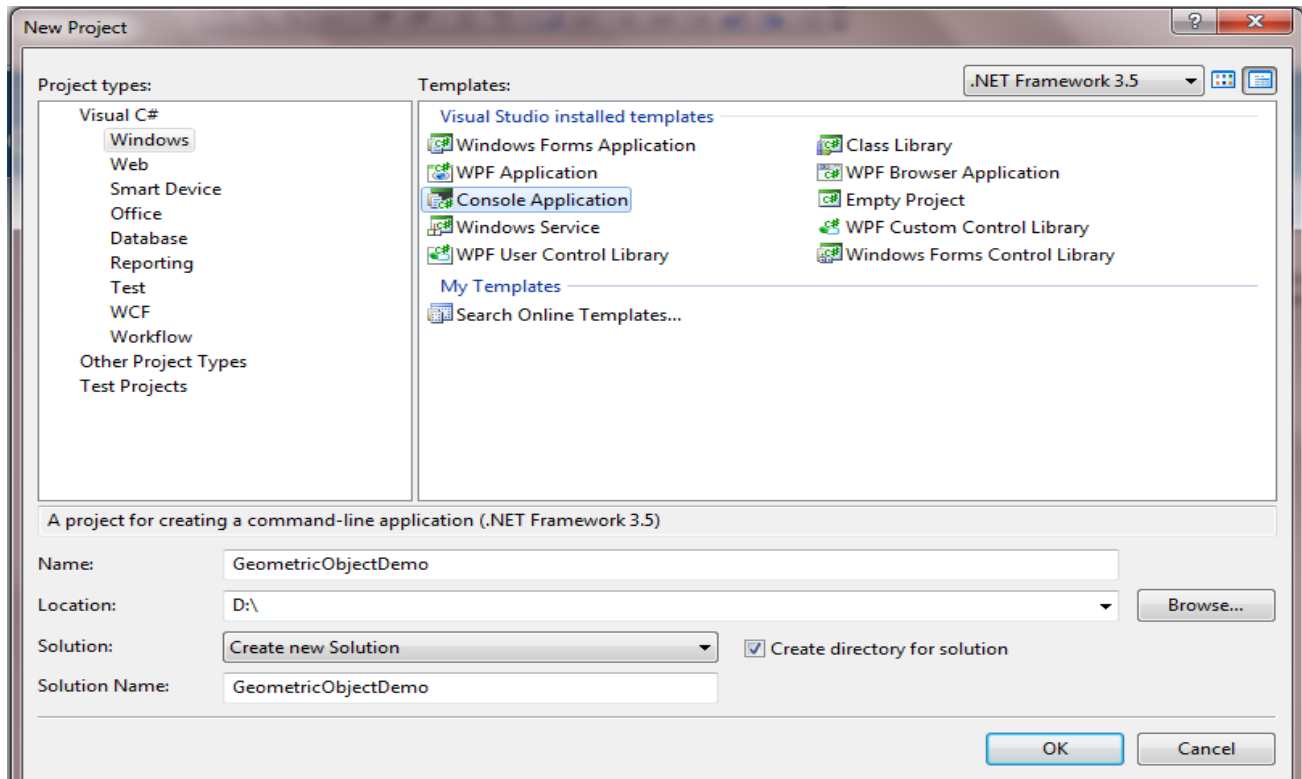 New Project
Project types:
Templates:
.NET Framework 3.5
Visual C#
Windows
Web
Smart Device
Office
Database
Reporting
Test
WCF
Workflow
Other Project Types
Test Projects
Visual Studio installed templates
Windows Forms Application
Class Library
WPF Application
WPF Browser Application
Console Application
Empty Project
Windows Service
WPF Custom Control Library
WPF User Control Library
Windows Forms Control Library
My Templates
Search Online Templates...
A project for creating a command-line application (.NET Framework 3.5)
Name: GeometricObjectDemo
Location: D:\ Browse...
Solution: Create new Solution Create directory for solution
Solution Name: GeometricObjectDemo
OK Cancel